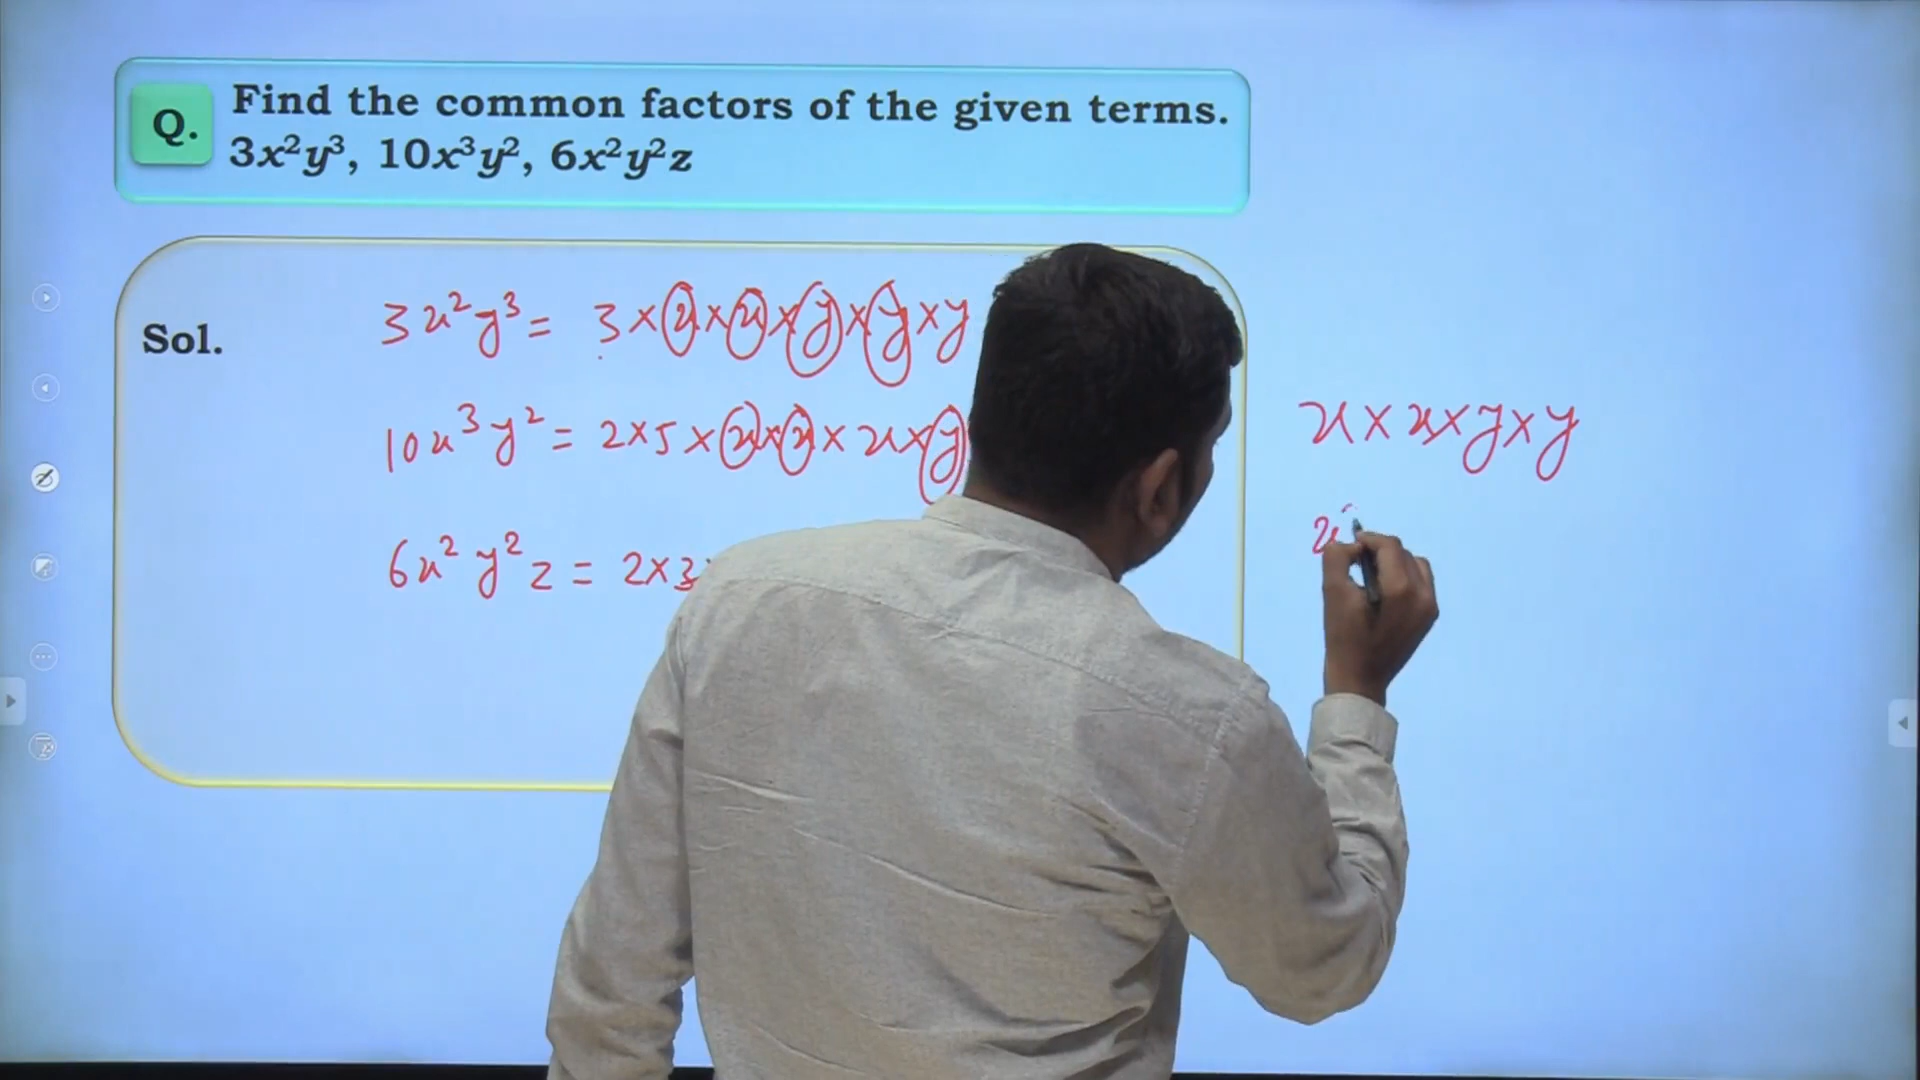 Q. Find the common factors of the given terms.
3x²y³, 10x³y², 6x²y²z
Sol.
3x²y³ = 3 × x × x × y × y × y
10x³y² = 2 × 5 × x × x × x × y
6x²y²z = 2 × 3
x × x × y × y
x